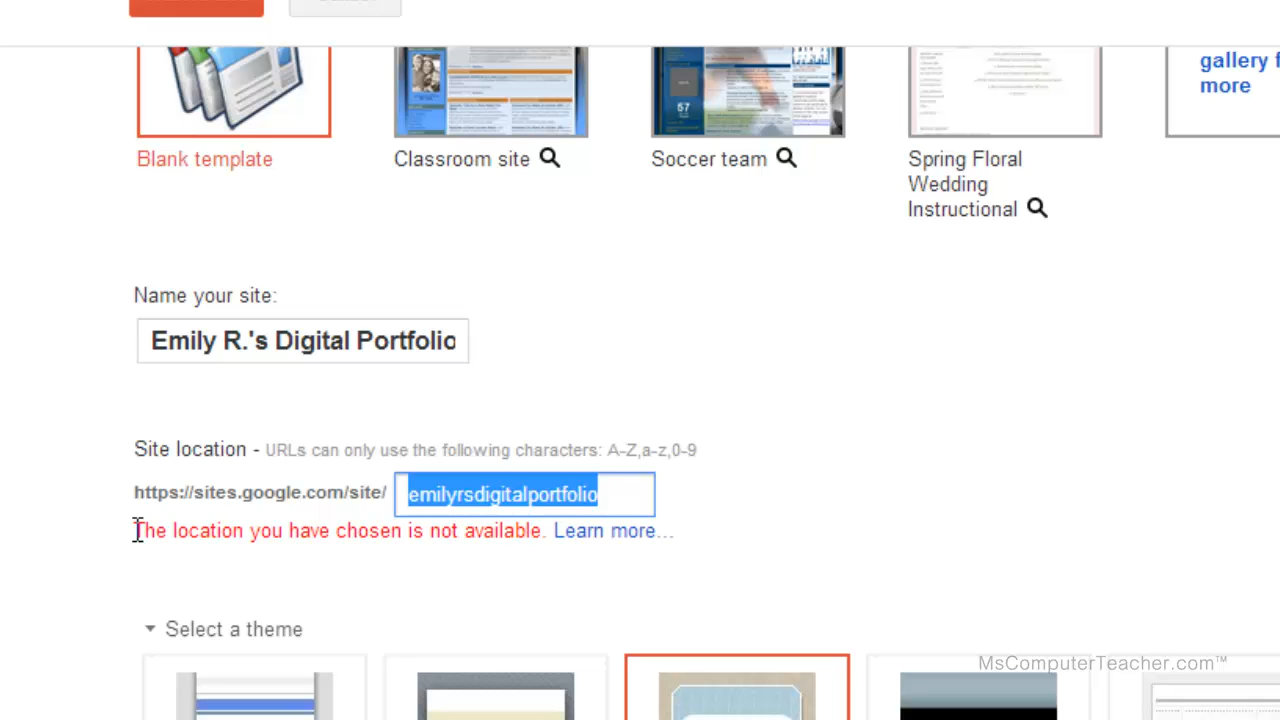 gallery f
more
Blank template
Classroom site
Soccer team
Spring Floral
Wedding
Instructional
Name your site:
Emily R.'s Digital Portfolio
Site location - URLs can only use the following characters: A-Z,a-z,0-9
https://sites.google.com/site/ emilyrsdigitalportfolio
The location you have chosen is not available. Learn more...
Select a theme
MsComputerTeacher.com™